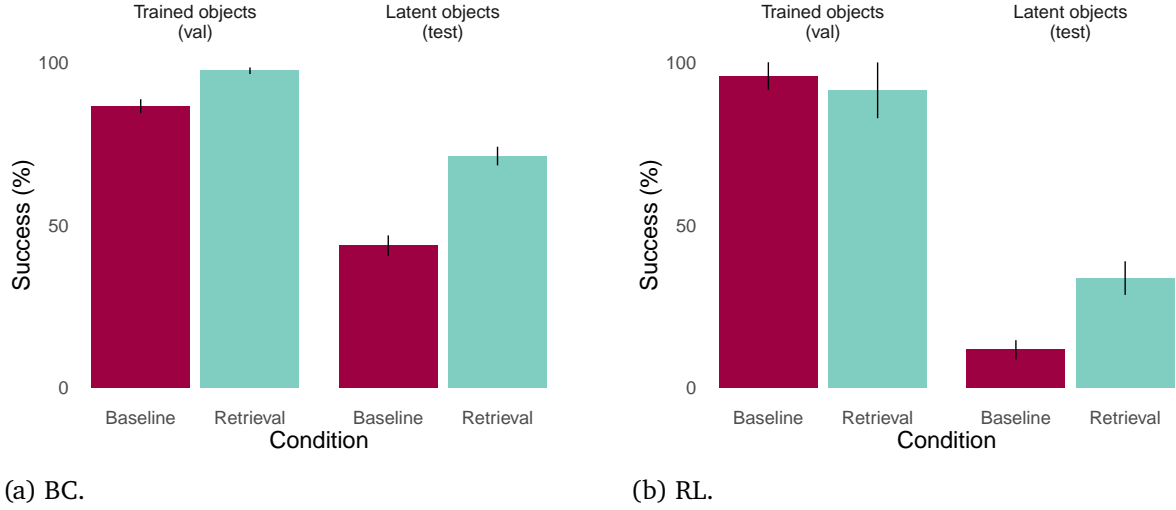 Trained objects
(val)
Latent objects
(test)
Success (%)
100
50
0
Baseline
Retrieval
Baseline
Retrieval
Condition
(a) BC.
Trained objects
(val)
Latent objects
(test)
Success (%)
100
50
0
Baseline
Retrieval
Baseline
Retrieval
Condition
(b) RL.